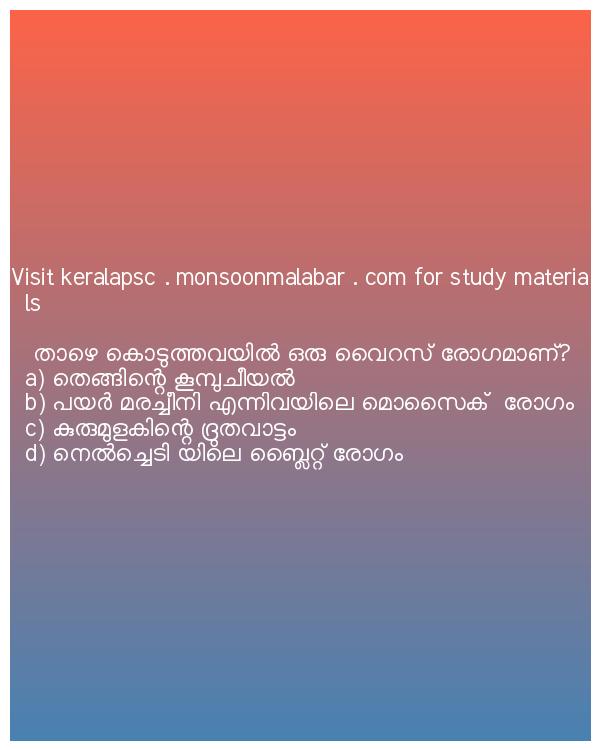 Visit keralapsc . monsoonmalabar . com for study materia
ls
താഴെ കൊടുത്തവയിൽ ഒരു വൈറസ് രോഗമാണ്?
a) തെങ്ങിന്റെ കൂമ്പുചീയൽ
b) പയർ മരച്ചീനി എന്നിവയിലെ മൊസൈക്  രോഗം
c) കുരുമുളകിന്റെ ദ്രുതവാട്ടം
d) നെൽച്ചെടി യിലെ ബ്ലൈറ്റ് രോഗം